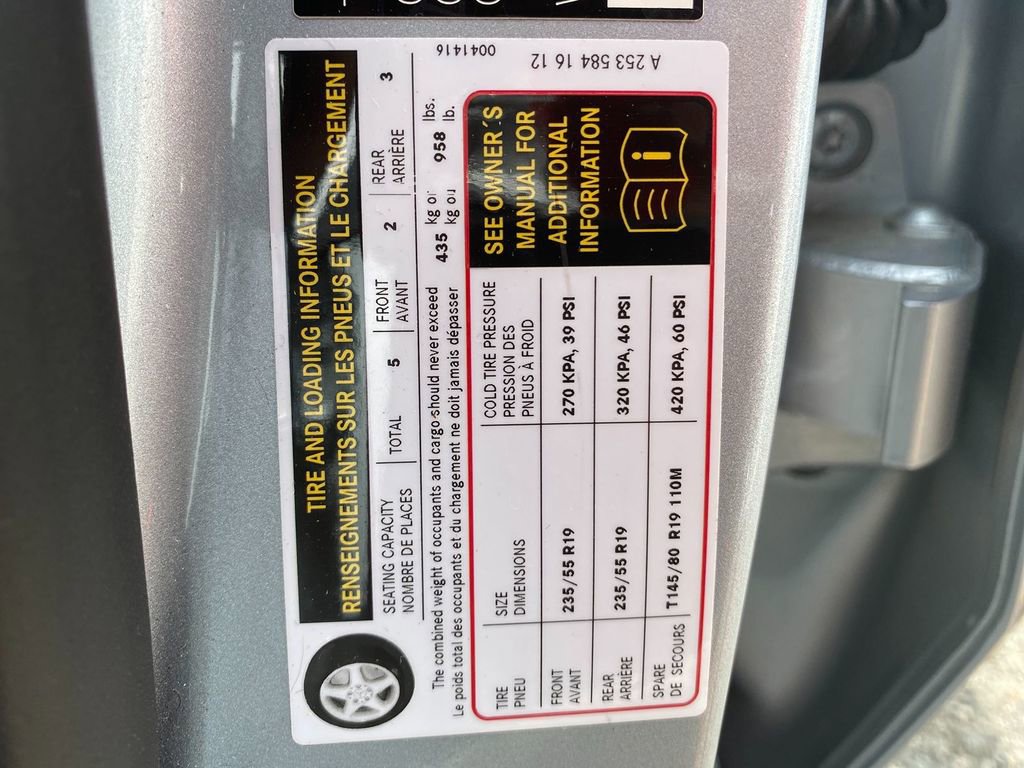 TIRE AND LOADING INFORMATION
RENSEIGNEMENTS SUR LES PNEUS ET LE CHARGEMENT
SEATING CAPACITY
NOMBRE DE PLACES
TOTAL 5
FRONT
AVANT
2
REAR
ARRIÈRE
3
The combined weight of occupants and cargo should never exceed 435 kg or 958 lbs.
Le poids total des occupants et du chargement ne doit jamais dépasser kg ou lb.
TIRE
PNEU
SIZE
DIMENSIONS
COLD TIRE PRESSURE
PRESSION DES
PNEUS À FROID
FRONT
AVANT
235/55 R19
270 KPA, 39 PSI
REAR
ARRIÈRE
235/55 R19
320 KPA, 46 PSI
SPARE
DE SECOURS
T145/80 R19 110M
420 KPA, 60 PSI
SEE OWNER´S
MANUAL FOR
ADDITIONAL
INFORMATION
i
0041416
A 253 584 16 12